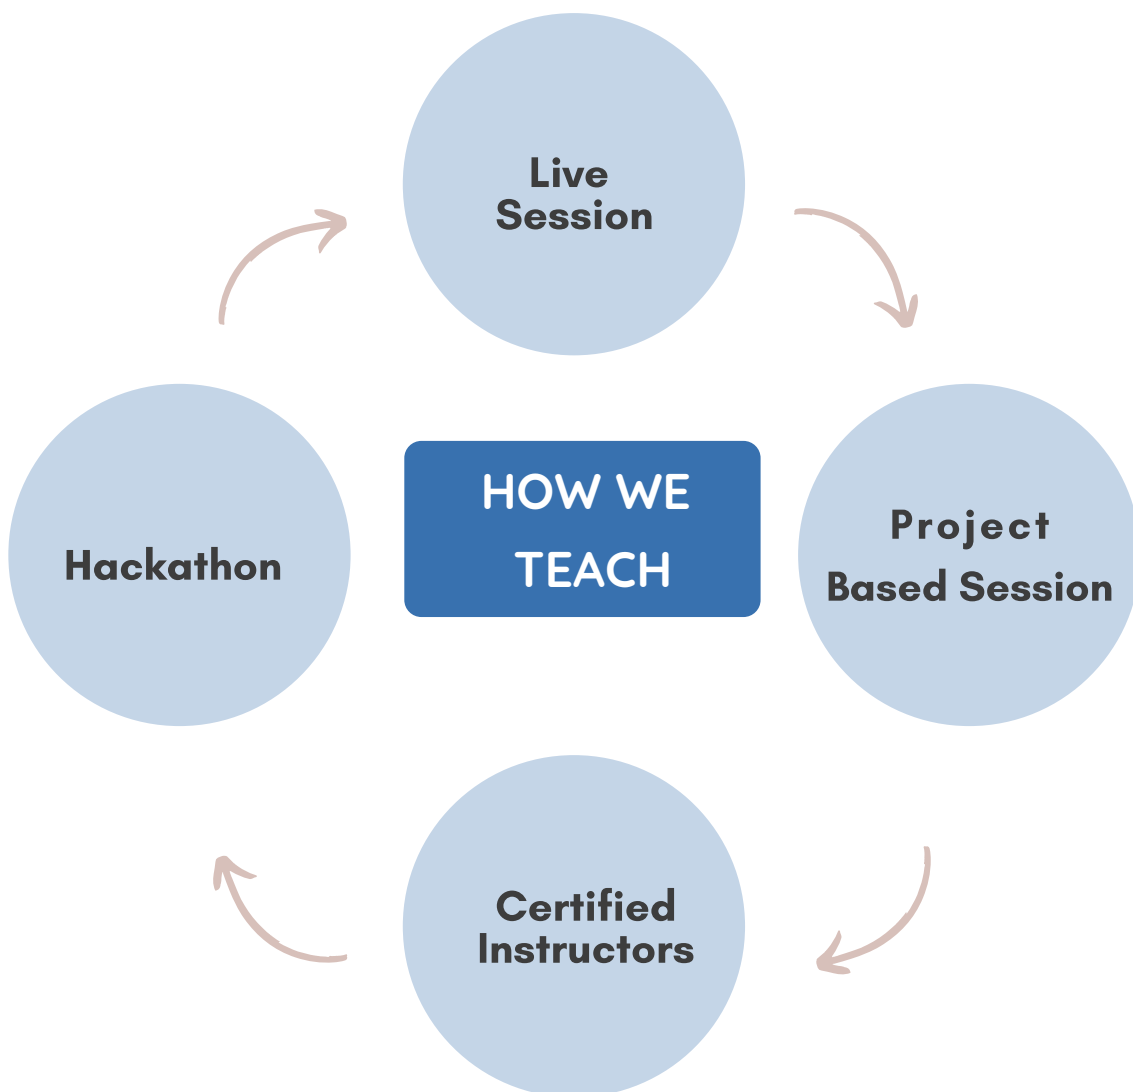 Live
Session
HOW WE
TEACH
Project
Based Session
Hackathon
Certified
Instructors